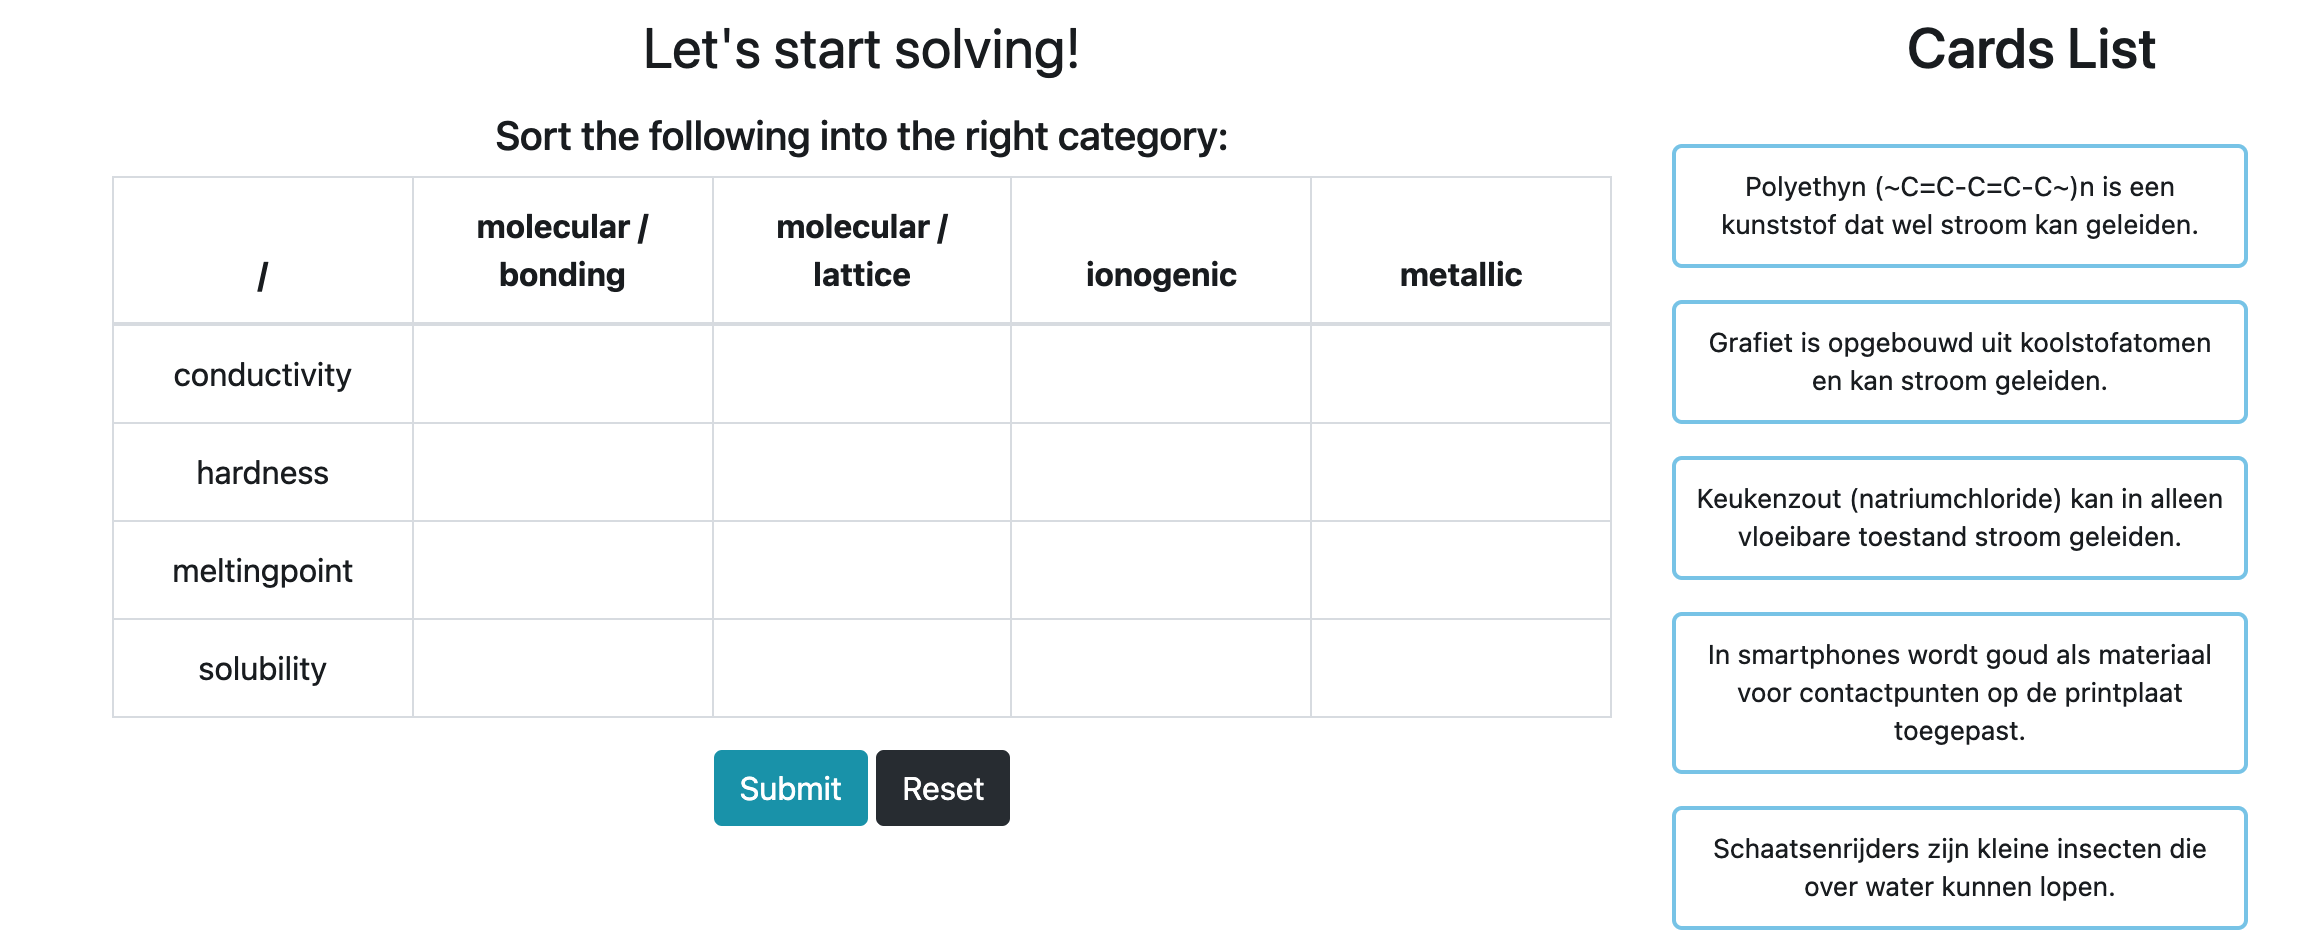 Let's start solving!
Sort the following into the right category:
/
molecular /
bonding
molecular /
lattice
ionogenic
metallic
conductivity
hardness
meltingpoint
solubility
Submit
Reset
Cards List
Polyethyn (~C=C-C=C-C~)n is een
kunststof dat wel stroom kan geleiden.
Grafiet is opgebouwd uit koolstofatomen
en kan stroom geleiden.
Keukenzout (natriumchloride) kan in alleen
vloeibare toestand stroom geleiden.
In smartphones wordt goud als materiaal
voor contactpunten op de printplaat
toegepast.
Schaatsenrijders zijn kleine insecten die
over water kunnen lopen.